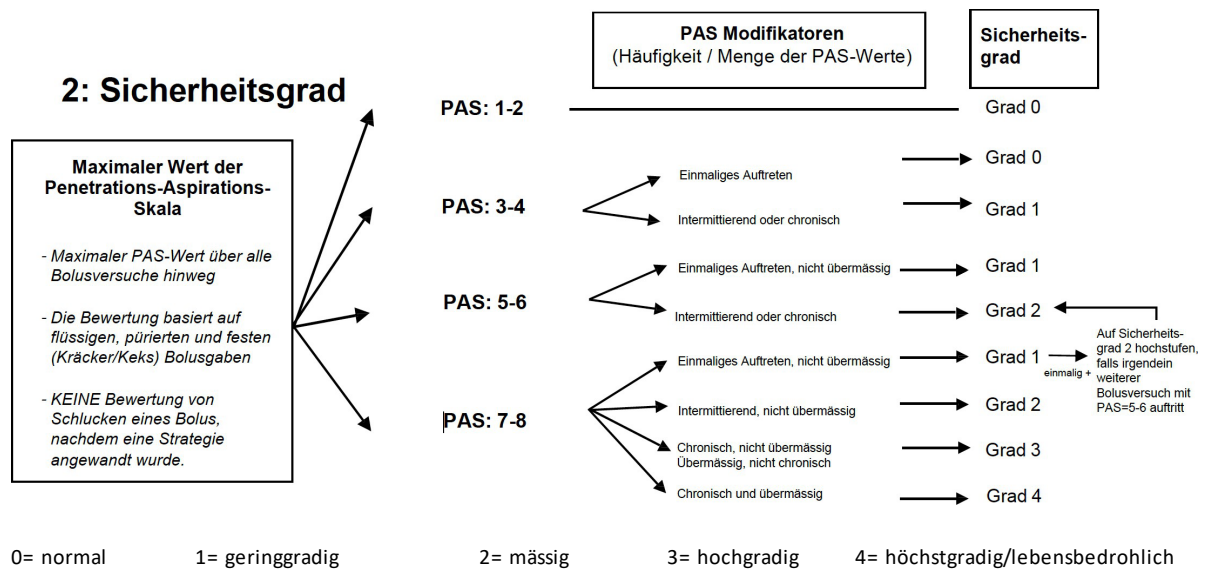 PAS Modifikatoren
(Häufigkeit / Menge der PAS-Werte)
Sicherheits-
grad
2: Sicherheitsgrad
Maximaler Wert der
Penetrations-Aspirations-
Skala
- Maximaler PAS-Wert über alle
Bolusversuche hinweg
- Die Bewertung basiert auf
flüssigen, pürierten und festen
(Kräcker/Keks) Bolusgaben
- KEINE Bewertung von
Schlucken eines Bolus,
nachdem eine Strategie
angewandt wurde.
PAS: 1-2
Grad 0
PAS: 3-4
Einmaliges Auftreten
Grad 0
Intermittierend oder chronisch
Grad 1
PAS: 5-6
Einmaliges Auftreten, nicht übermässig
Grad 1
Intermittierend oder chronisch
Grad 2
PAS: 7-8
Einmaliges Auftreten, nicht übermässig
Grad 1
einmalig +
Auf Sicherheits-
grad 2 hochstufen,
falls irgendein
weiterer
Bolusversuch mit
PAS=5-6 auftritt
Intermittierend, nicht übermässig
Grad 2
Chronisch, nicht übermässig
Übermässig, nicht chronisch
Grad 3
Chronisch und übermässig
Grad 4
0= normal 1= geringgradig 2= mässig 3= hochgradig 4= höchstgradig/lebensbedrohlich